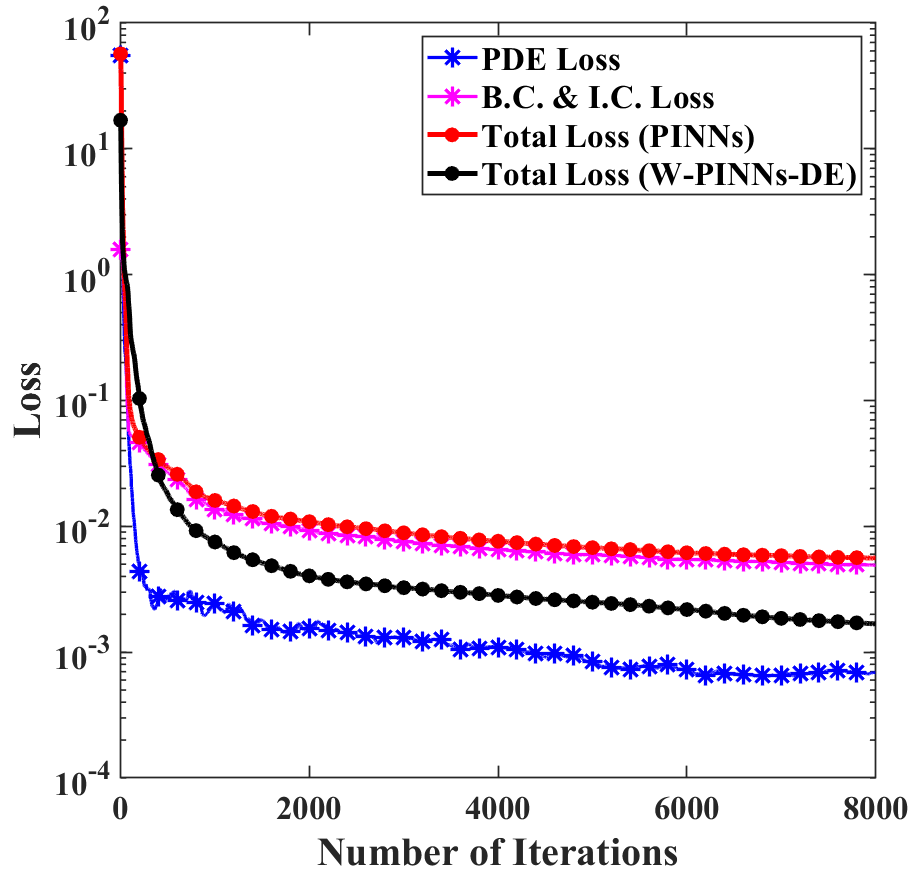 10^2
10^1
10^0
10^-1
10^-2
10^-3
10^-4
Loss
PDE Loss
B.C. & I.C. Loss
Total Loss (PINNs)
Total Loss (W-PINNs-DE)
0 2000 4000 6000 8000
Number of Iterations